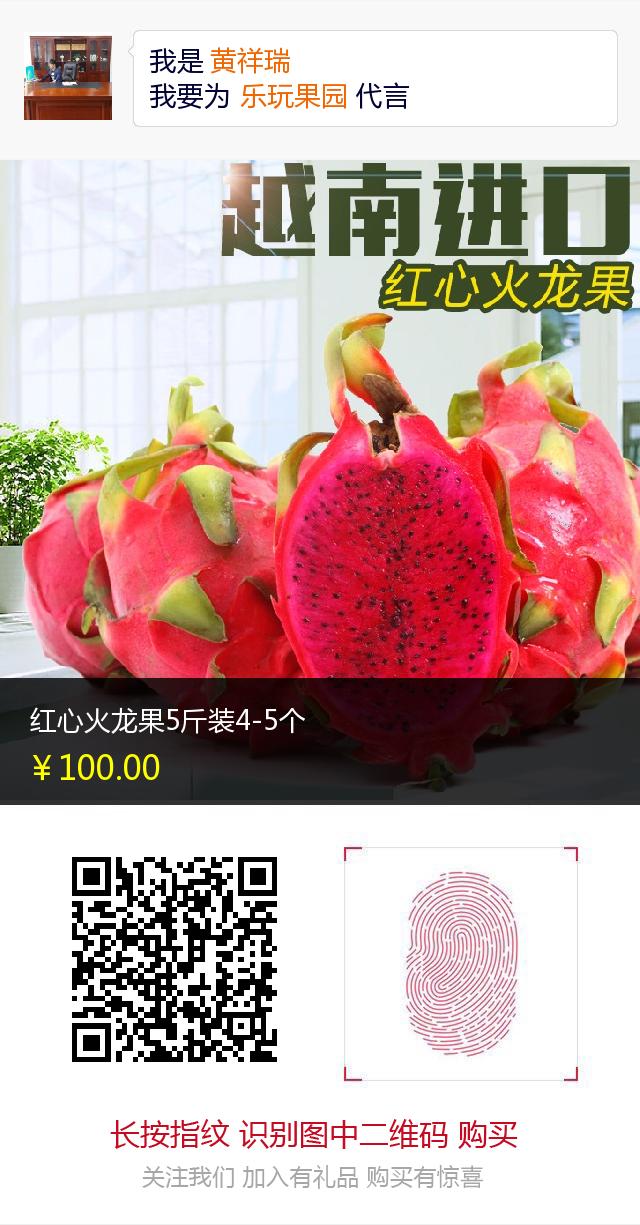 我是 黄祥瑞
我要为 乐玩果园 代言
越南进口
红心火龙果
红心火龙果5斤装4-5个
￥100.00
长按指纹 识别图中二维码 购买
关注我们 加入有礼品 购买有惊喜